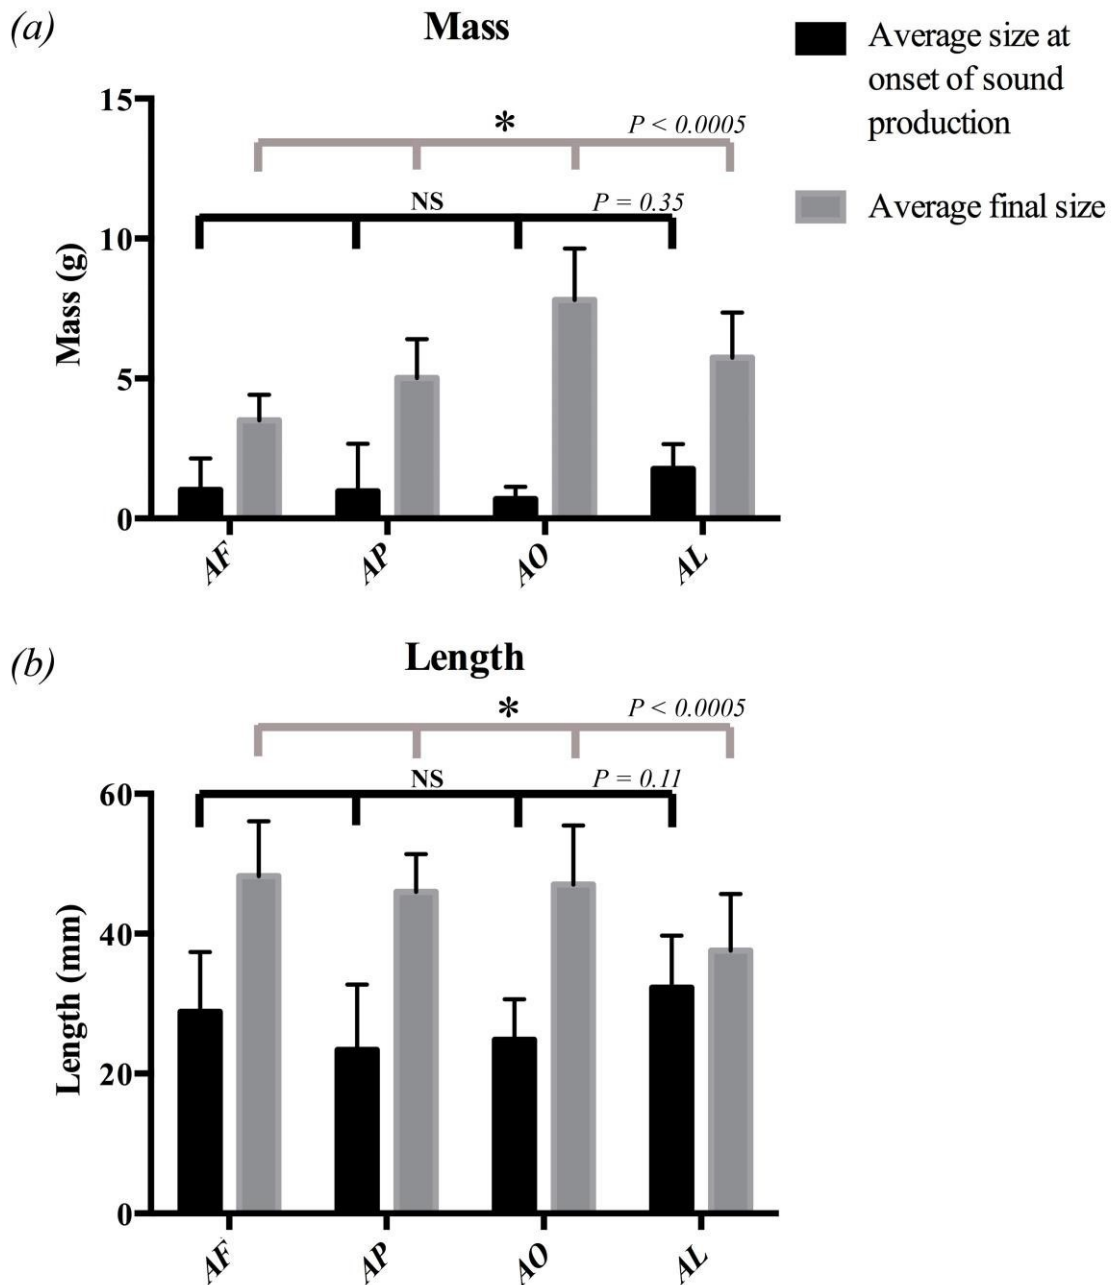 (a)
Mass
Average size at
onset of sound
production
Average final size
15
10
5
0
Mass (g)
*
P < 0.0005
NS
P = 0.35
AF
AP
AO
AL
(b)
Length
*
P < 0.0005
NS
P = 0.11
60
40
20
0
Length (mm)
AF
AP
AO
AL